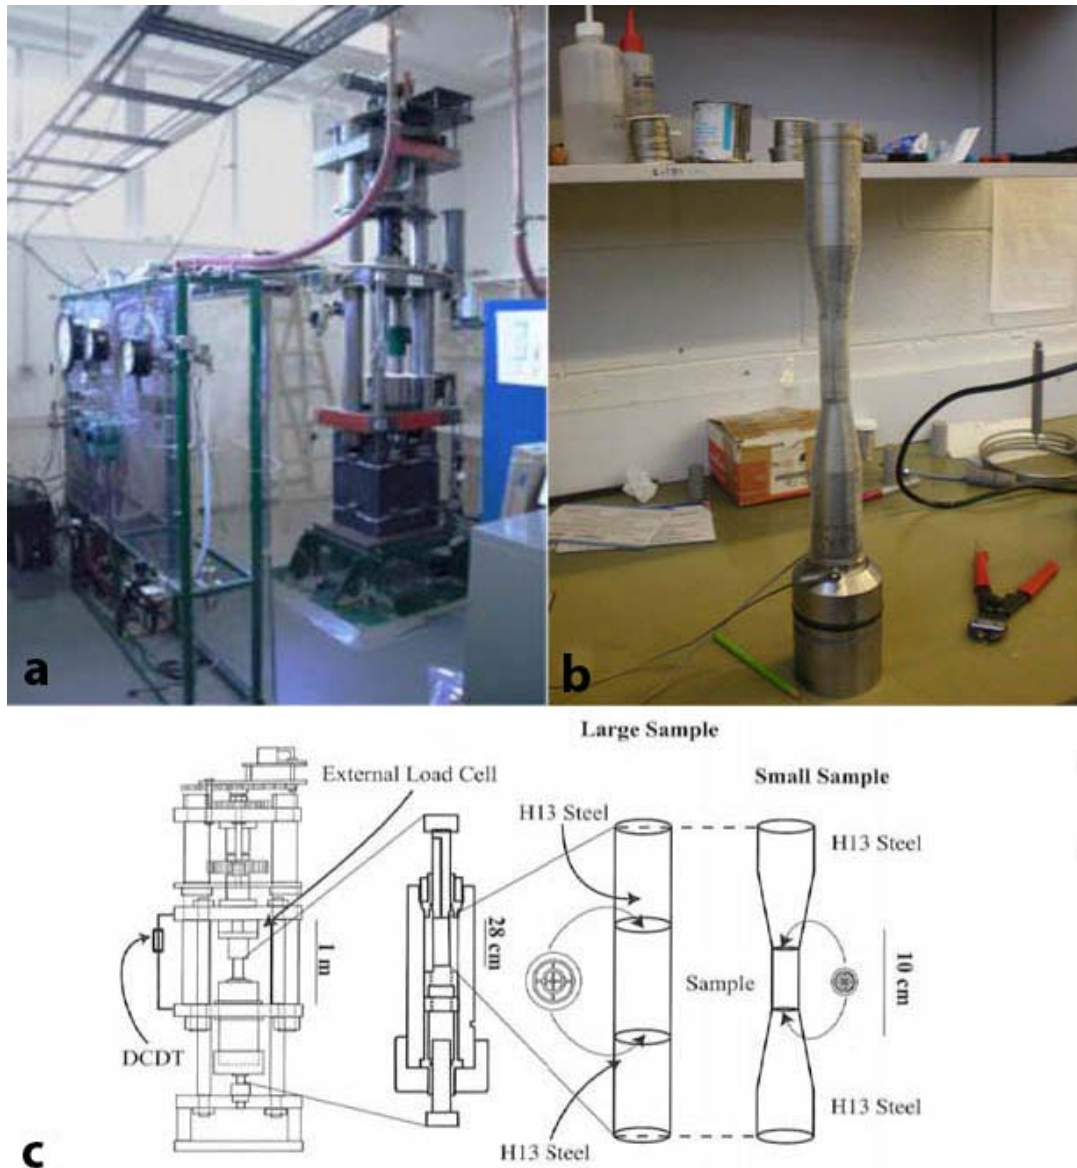 a
b
Large Sample
External Load Cell
Small Sample
H13 Steel
H13 Steel
1 m
28 cm
Sample
10 cm
DCDT
H13 Steel
H13 Steel
c